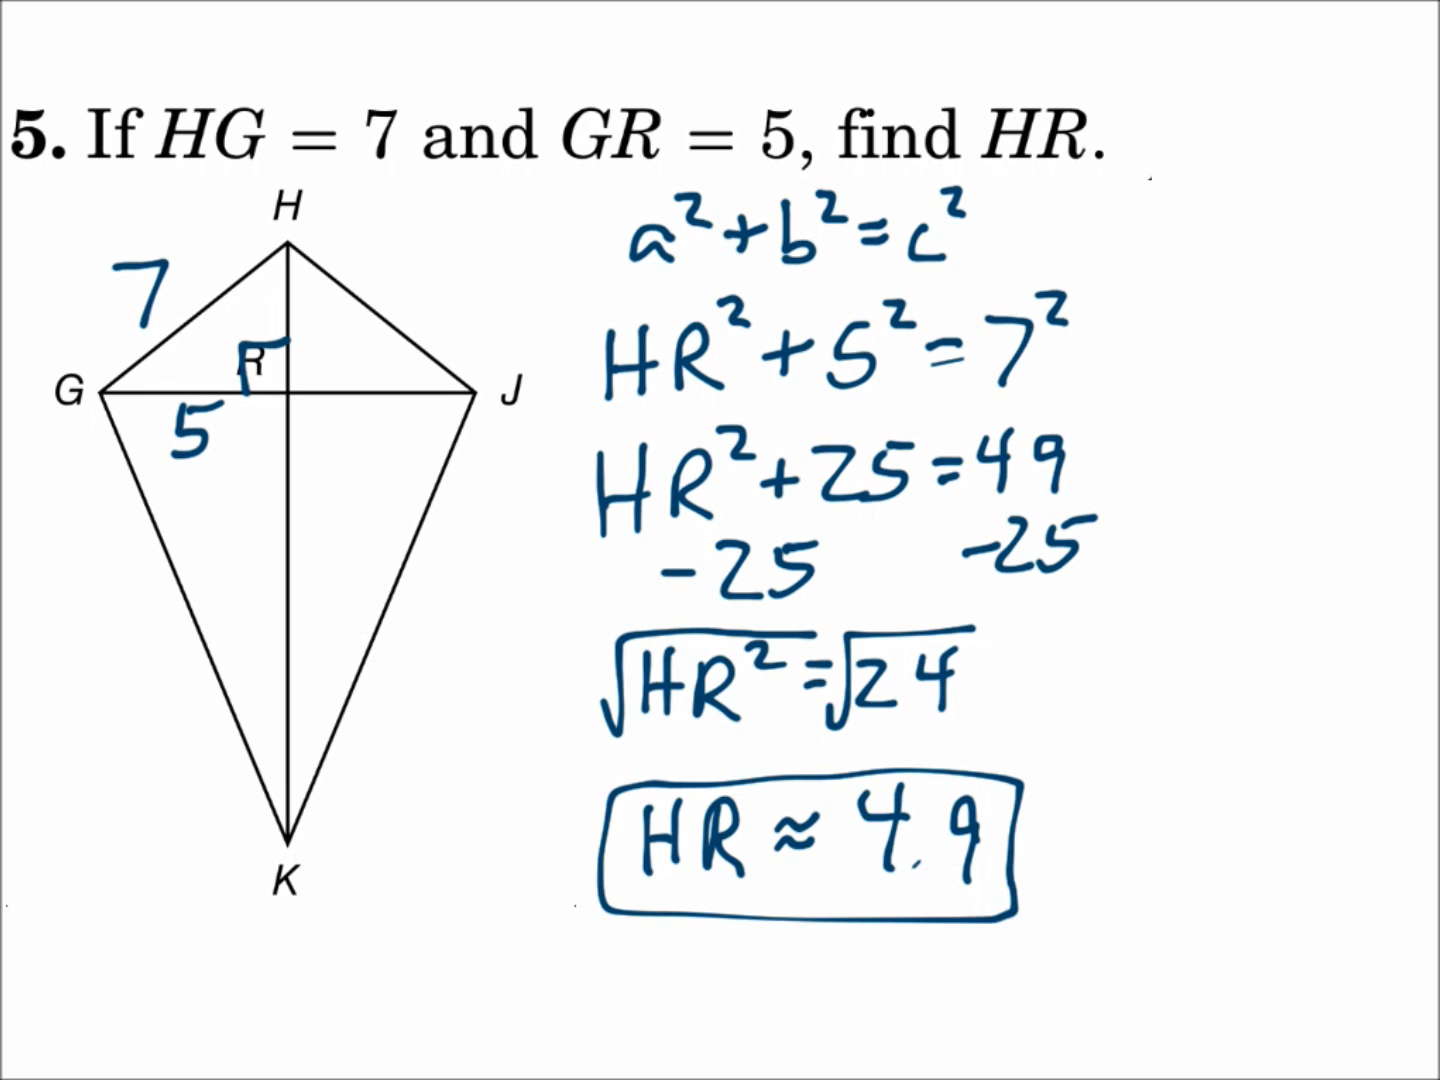 5. If HG = 7 and GR = 5, find HR.
H
7
R
G
J
5
K
a² + b² = c²
HR² + 5² = 7²
HR² + 25 = 49
-25 -25
√HR² = √24
HR ≈ 4.9